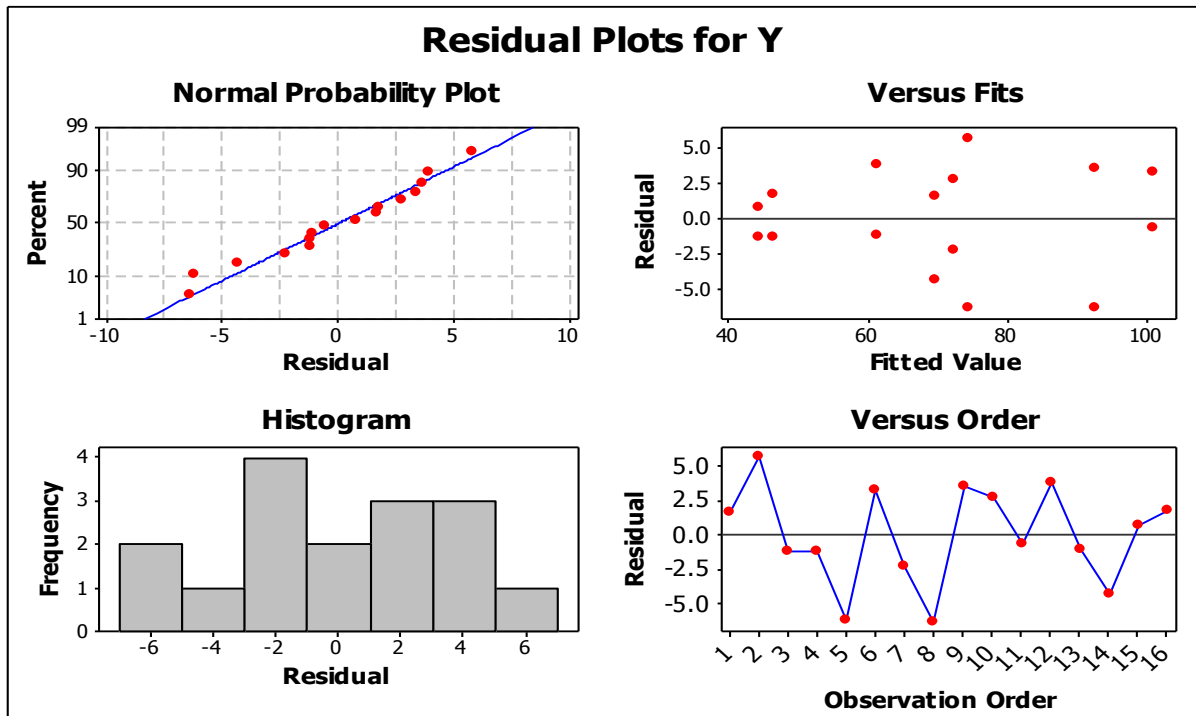 Residual Plots for Y
Normal Probability Plot
99
90
50
10
1
Percent
-10 -5 0 5 10
Residual
Versus Fits
5.0
2.5
0.0
-2.5
-5.0
Residual
40 60 80 100
Fitted Value
Histogram
4
3
2
1
0
Frequency
-6 -4 -2 0 2 4 6
Residual
Versus Order
5.0
2.5
0.0
-2.5
-5.0
Residual
1 2 3 4 5 6 7 8 9 10 11 12 13 14 15 16
Observation Order